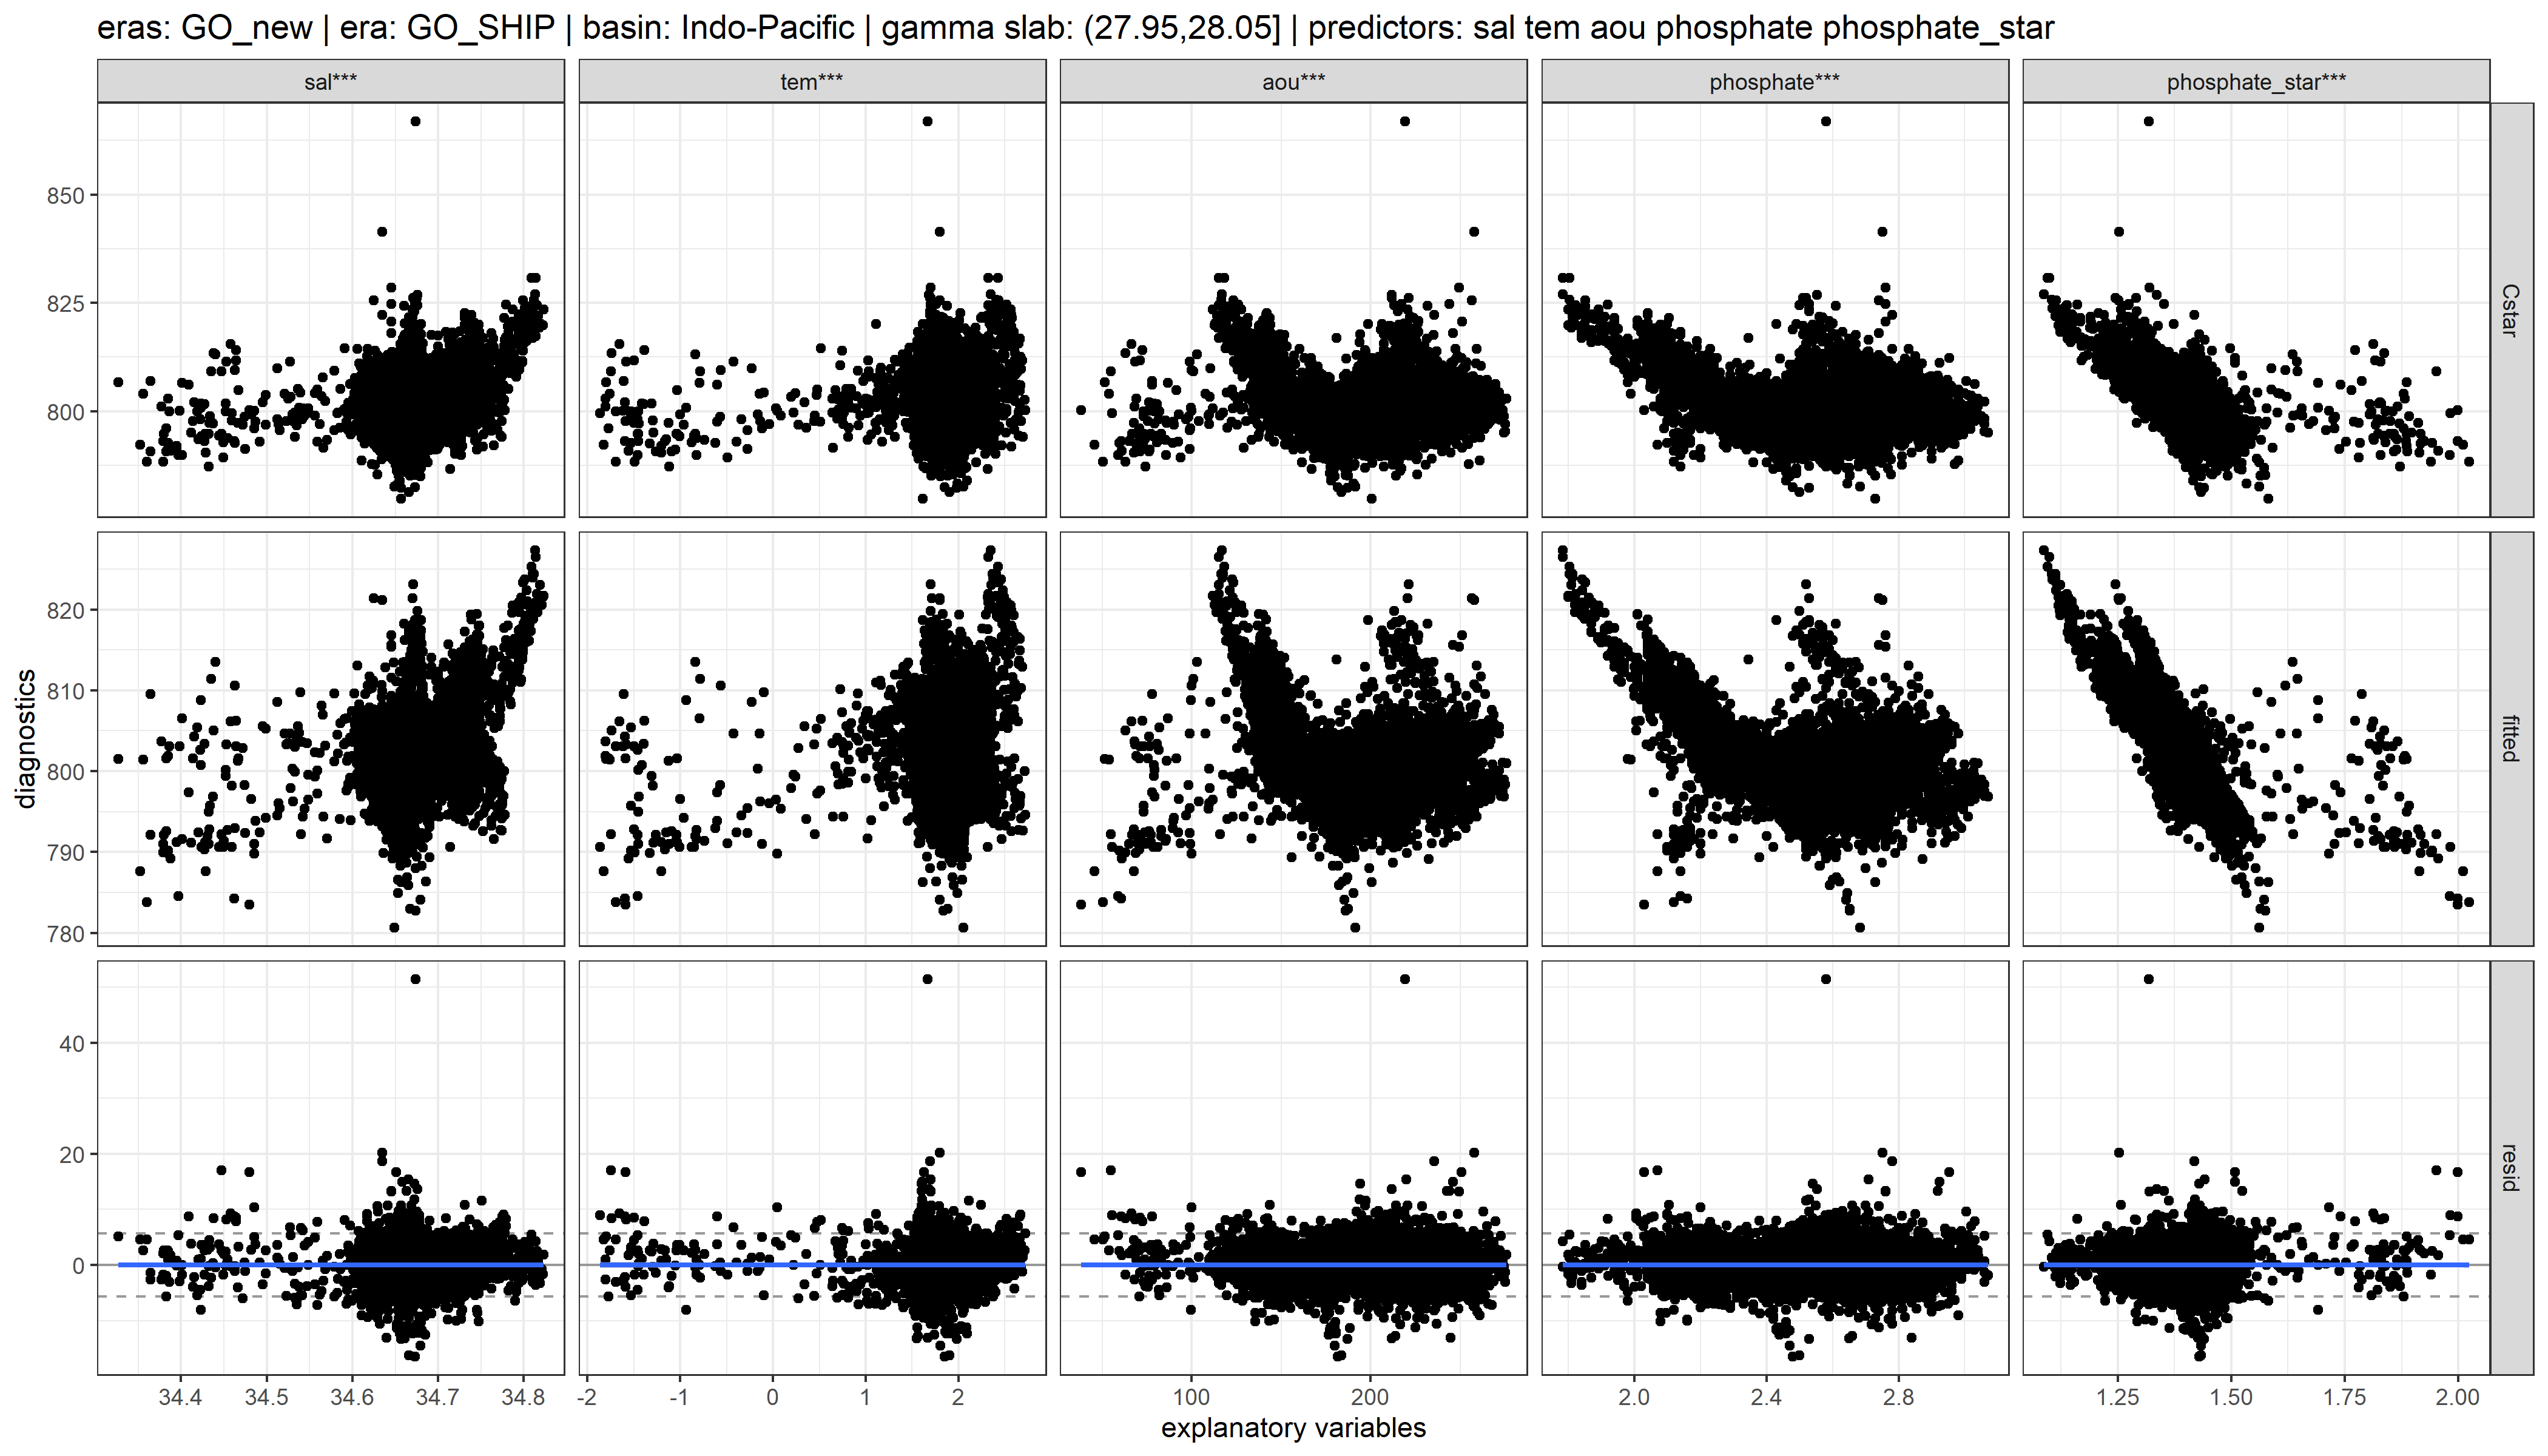 eras: GO_new | era: GO_SHIP | basin: Indo-Pacific | gamma slab: (27.95,28.05] | predictors: sal tem aou phosphate phosphate_star
sal*** tem*** aou*** phosphate*** phosphate_star***
850
825
800
Cstar
820
810
800
790
780
fitted
diagnostics
40
20
0
resid
34.4 34.5 34.6 34.7 34.8 -2 -1 0 1 2 100 200 2.0 2.4 2.8 1.25 1.50 1.75 2.00
explanatory variables